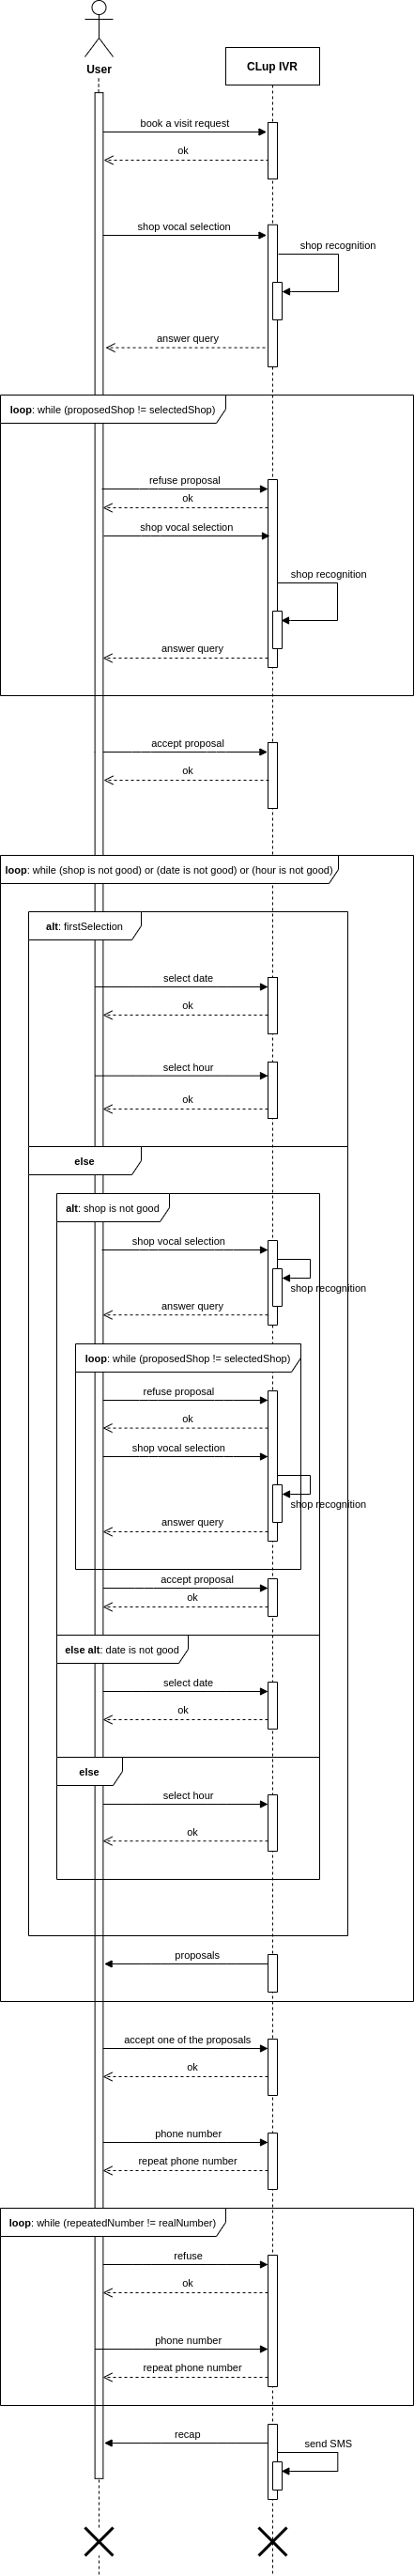 User
CLup IVR
book a visit request
ok
shop vocal selection
shop recognition
answer query
loop: while (proposedShop != selectedShop)
refuse proposal
ok
shop vocal selection
shop recognition
answer query
accept proposal
ok
loop: while (shop is not good) or (date is not good) or (hour is not good)
alt: firstSelection
select date
ok
select hour
ok
else
alt: shop is not good
shop vocal selection
shop recognition
answer query
loop: while (proposedShop != selectedShop)
refuse proposal
ok
shop vocal selection
shop recognition
answer query
accept proposal
ok
else alt: date is not good
select date
ok
else
select hour
ok
proposals
accept one of the proposals
ok
phone number
repeat phone number
loop: while (repeatedNumber != realNumber)
refuse
ok
phone number
repeat phone number
recap
send SMS